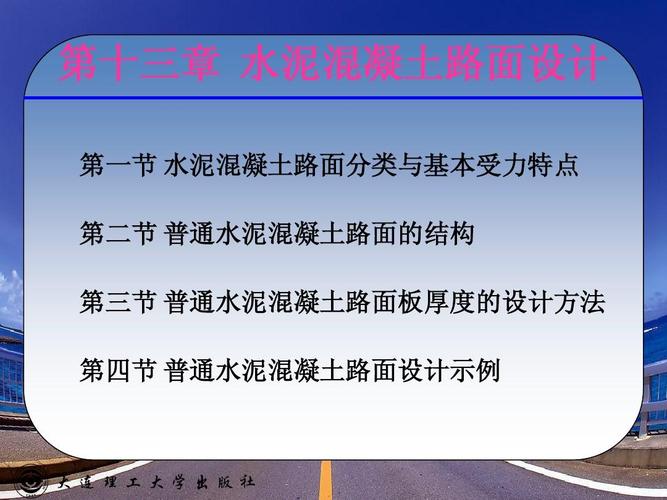 第十三章 水泥混凝土路面设计
第一节 水泥混凝土路面分类与基本受力特点
第二节 普通水泥混凝土路面的结构
第三节 普通水泥混凝土路面板厚度的设计方法
第四节 普通水泥混凝土路面设计示例
大连理工大学出版社